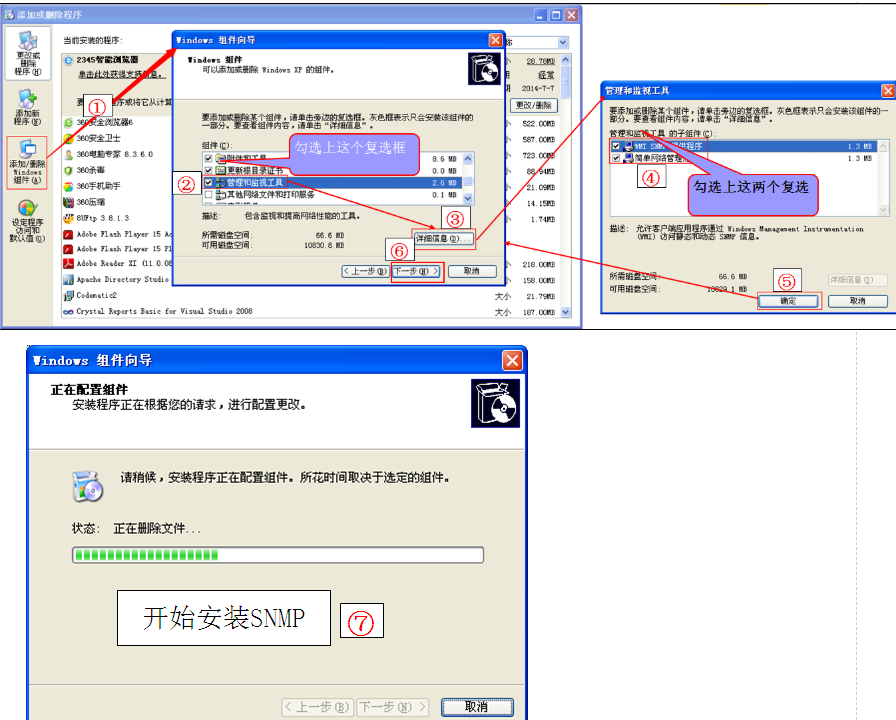 添加或删除程序
更改或
删除
程序(H)
添加新
程序(N)
添加/删除
Windows
组件(A)
设定程序
访问和
默认值(O)
当前安装的程序:
2345智能浏览器
单击此处获得支持信息。
360安全浏览器6
360安全卫士
360电脑专家 8.3.6.0
360杀毒
360手机助手
360压缩
8UFtp 3.8.1.3
Adobe Flash Player 15 Ac
Adobe Flash Player 15 Pl
Adobe Reader XI (11.0.08
Apache Directory Studio
Codematic2
大小 21.79MB
Crystal Reports Basic for Visual Studio 2008
大小 187.00MB
28.76MB
经常
2014-7-7
更改/删除
522.00MB
587.00MB
723.00MB
88.94MB
21.09MB
14.15MB
1.74MB
218.00MB
158.00MB
①
Windows 组件向导
Windows 组件
可以添加或删除 Windows XP 的组件。
要添加或删除某个组件，请单击旁边的复选框。灰色框表示只会安装该组件的
一部分。要查看组件内容，请单击“详细信息”。
组件(C):
勾选上这个复选框
附件和工具 8.6 MB
更新根目录证书 0.0 MB
②
管理和监视工具 2.6 MB
其他网络文件和打印服务 0.1 MB
描述: 包含监视和提高网络性能的工具。
③
所需磁盘空间: 66.6 MB
可用磁盘空间: 10830.8 MB
详细信息(D)...
⑥
< 上一步(B)
下一步(N) >
取消
管理和监视工具
要添加或删除某个组件，请单击旁边的复选框。灰色框表示只会安装该组件的一
部分。要查看组件内容，请单击“详细信息”。
管理和监视工具 的子组件(C):
WMI SNMP 提供程序 1.3 MB
简单网络管理 1.3 MB
④
勾选上这两个复选
描述: 允许客户端应用程序通过 Windows Management Instrumentation
(WMI) 访问静态和动态 SNMP 信息。
所需磁盘空间: 66.6 MB
可用磁盘空间: 10829.1 MB
⑤
详细信息(D)...
确定
取消
Windows 组件向导
正在配置组件
安装程序正在根据您的请求，进行配置更改。
请稍候，安装程序正在配置组件。所花时间取决于选定的组件。
状态: 正在删除文件...
开始安装SNMP
⑦
< 上一步(B)
下一步(N) >
取消